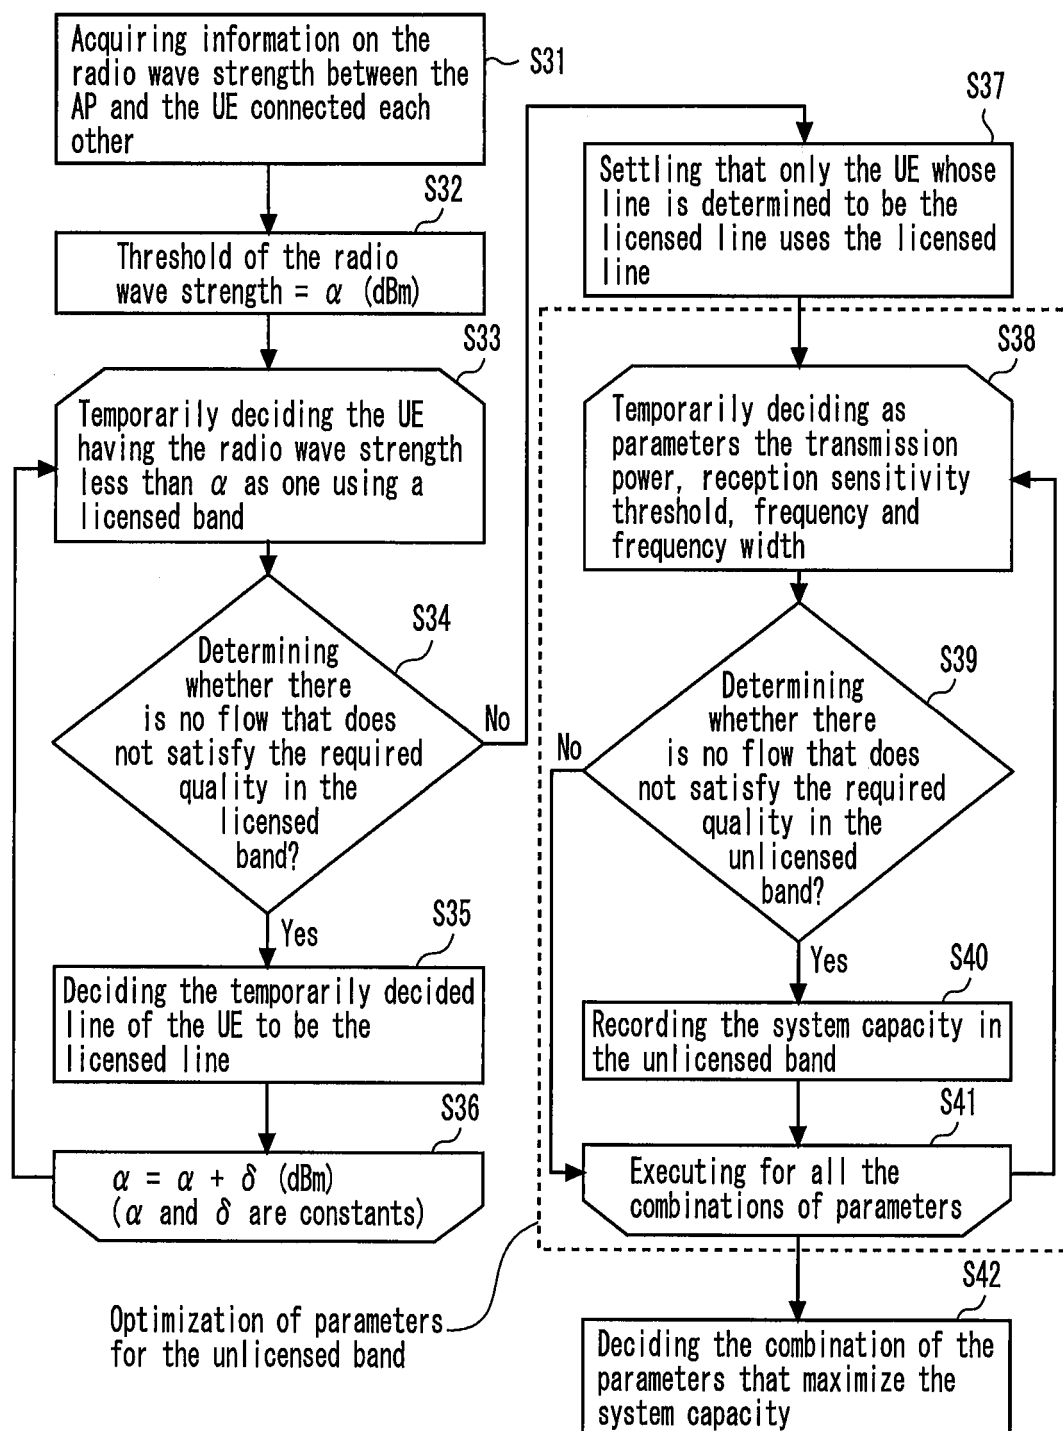 Acquiring information on the
radio wave strength between the
AP and the UE connected each
other
S31
S32
Threshold of the radio
wave strength = α (dBm)
S33
Temporarily deciding the UE
having the radio wave strength
less than α as one using a
licensed band
S34
Determining
whether there
is no flow that does
not satisfy the required
quality in the
licensed
band?
No
Yes
S35
Deciding the temporarily decided
line of the UE to be the
licensed line
S36
α = α + δ (dBm)
(α and δ are constants)
S37
Settling that only the UE whose
line is determined to be the
licensed line uses the licensed
line
S38
Temporarily deciding as
parameters the transmission
power, reception sensitivity
threshold, frequency and
frequency width
S39
Determining
whether there
is no flow that does
not satisfy the required
quality in the
unlicensed
band?
No
Yes
S40
Recording the system capacity in
the unlicensed band
S41
Executing for all the
combinations of parameters
Optimization of parameters
for the unlicensed band
S42
Deciding the combination of the
parameters that maximize the
system capacity